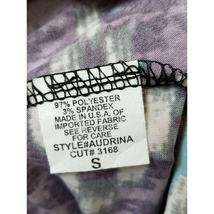 97% POLYESTER
3% SPANDEX
MADE IN U.S.A. OF
IMPORTED FABRIC
SEE REVERSE
FOR CARE
STYLE#AUDRINA
CUT# 3168
S